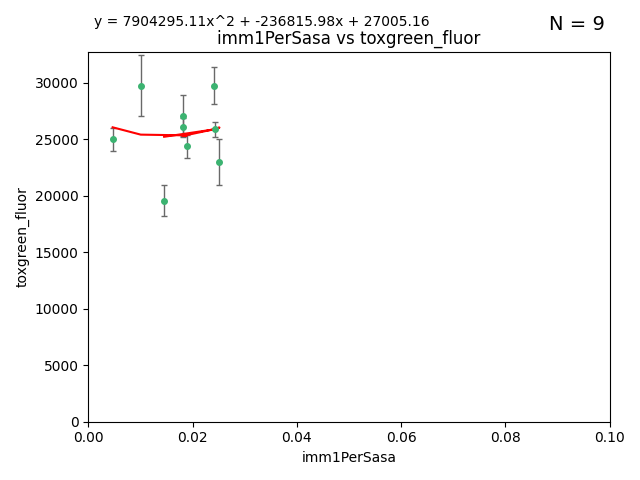 y = 7904295.11x^2 + -236815.98x + 27005.16
N = 9
imm1PerSasa vs toxgreen_fluor
30000
25000
20000
15000
10000
5000
0
toxgreen_fluor
0.00 0.02 0.04 0.06 0.08 0.10
imm1PerSasa